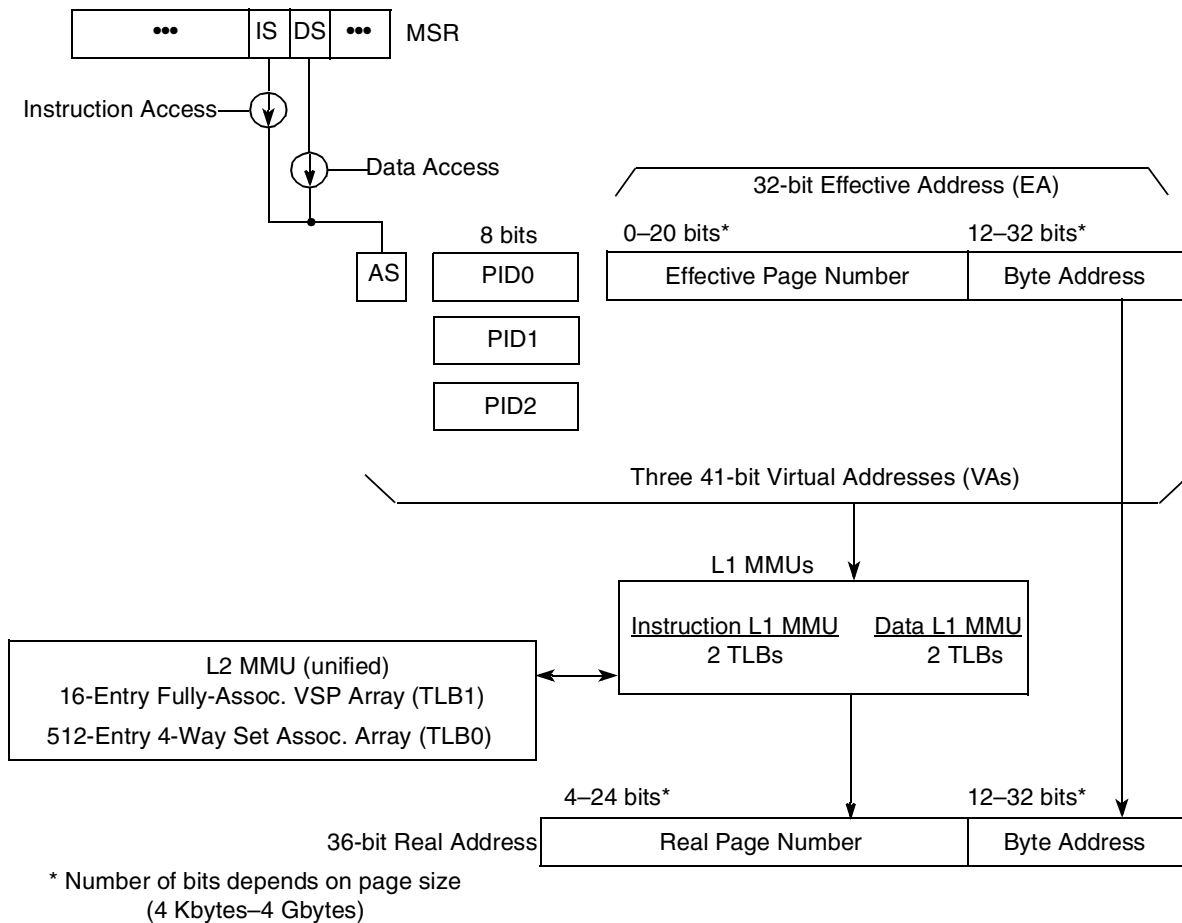 ••• IS DS ••• MSR
Instruction Access
Data Access
32-bit Effective Address (EA)
8 bits 0–20 bits* 12–32 bits*
AS PID0 Effective Page Number Byte Address
PID1
PID2
Three 41-bit Virtual Addresses (VAs)
L1 MMUs
Instruction L1 MMU Data L1 MMU
2 TLBs 2 TLBs
L2 MMU (unified)
16-Entry Fully-Assoc. VSP Array (TLB1)
512-Entry 4-Way Set Assoc. Array (TLB0)
4–24 bits* 12–32 bits*
36-bit Real Address Real Page Number Byte Address
* Number of bits depends on page size
(4 Kbytes–4 Gbytes)